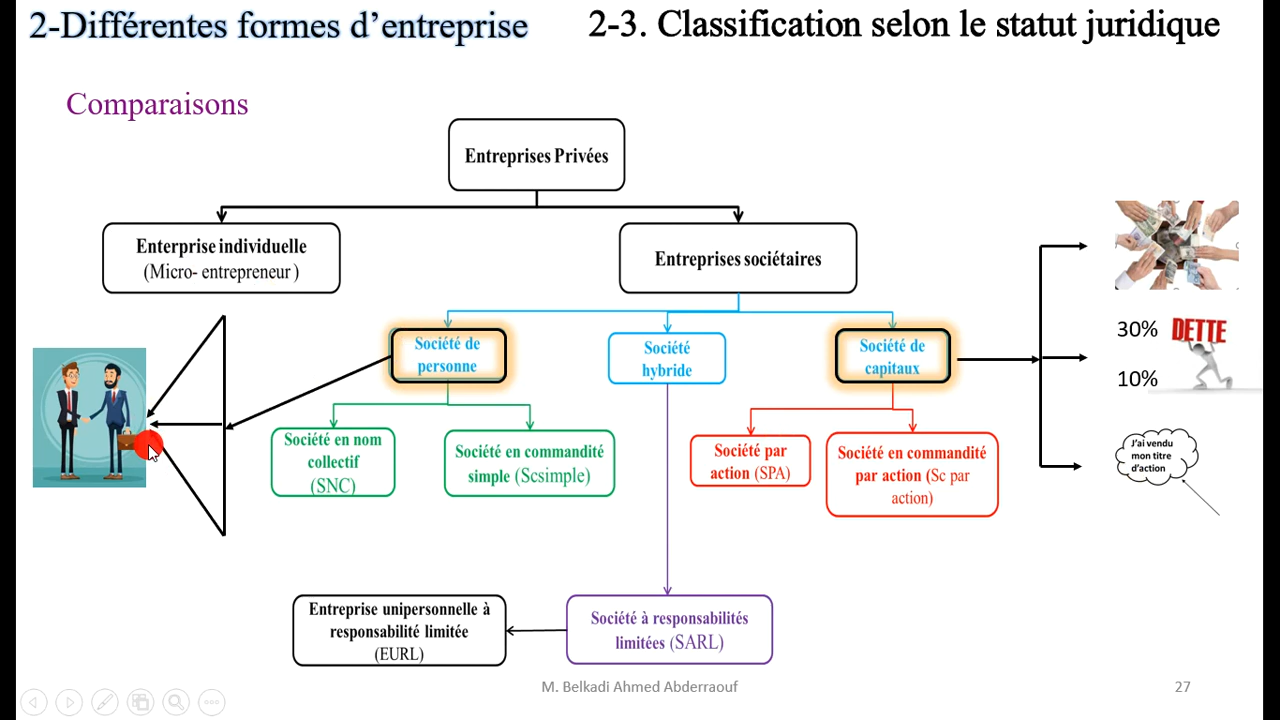 2-Différentes formes d’entreprise
2-3. Classification selon le statut juridique
Comparaisons
Entreprises Privées
Enterprise individuelle
(Micro- entrepreneur )
Entreprises sociétaires
Société de
personne
Société
hybride
Société de
capitaux
30% DETTE
10%
Société en nom
collectif
(SNC)
Société en commandité
simple (Scsimple)
Société par
action (SPA)
Société en commandité
par action (Sc par
action)
J’ai vendu
mon titre
d’action
Entreprise unipersonnelle à
responsabilité limitée
(EURL)
Société à responsabilités
limitées (SARL)
M. Belkadi Ahmed Abderraouf
27